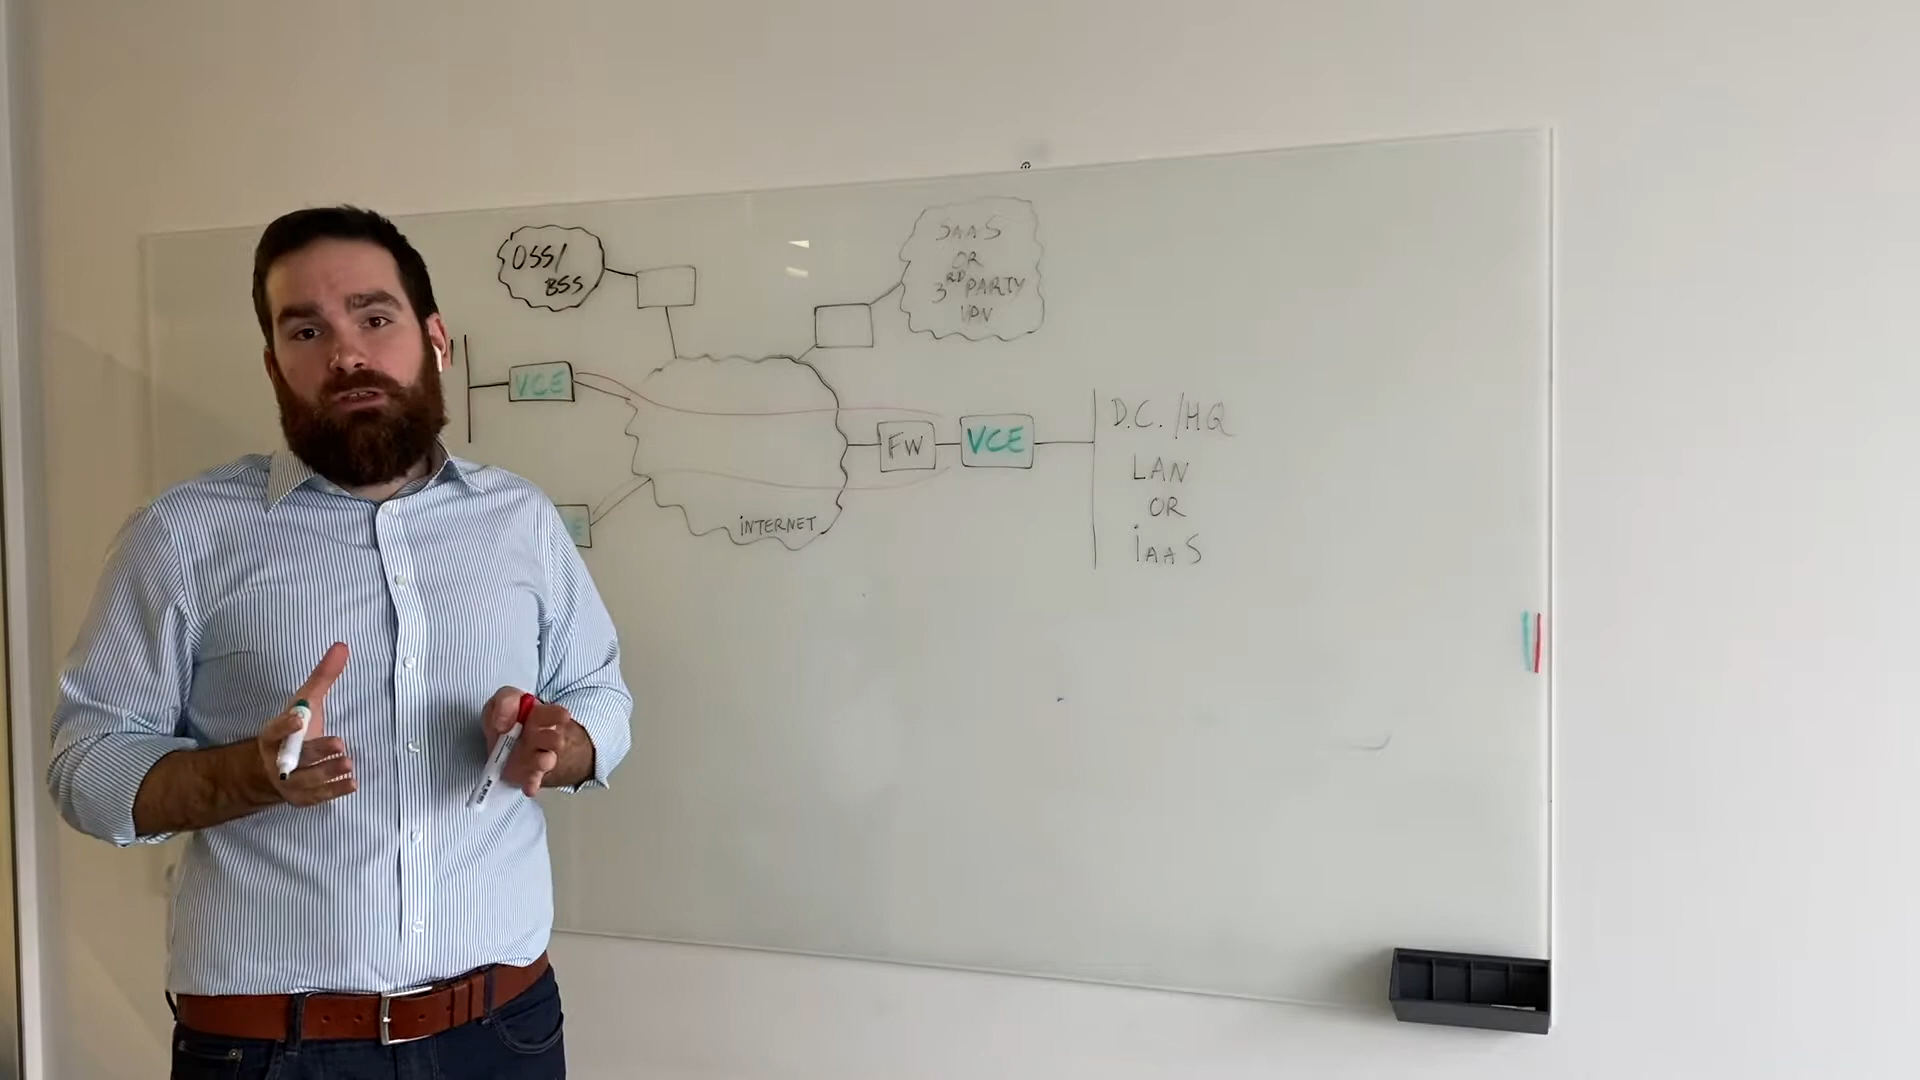 OSS/
BSS
SAAS
OR
3RD PARTY
VPN
VCE
FW
VCE
D.C./HQ
LAN
OR
iAAS
E
iNTERNET